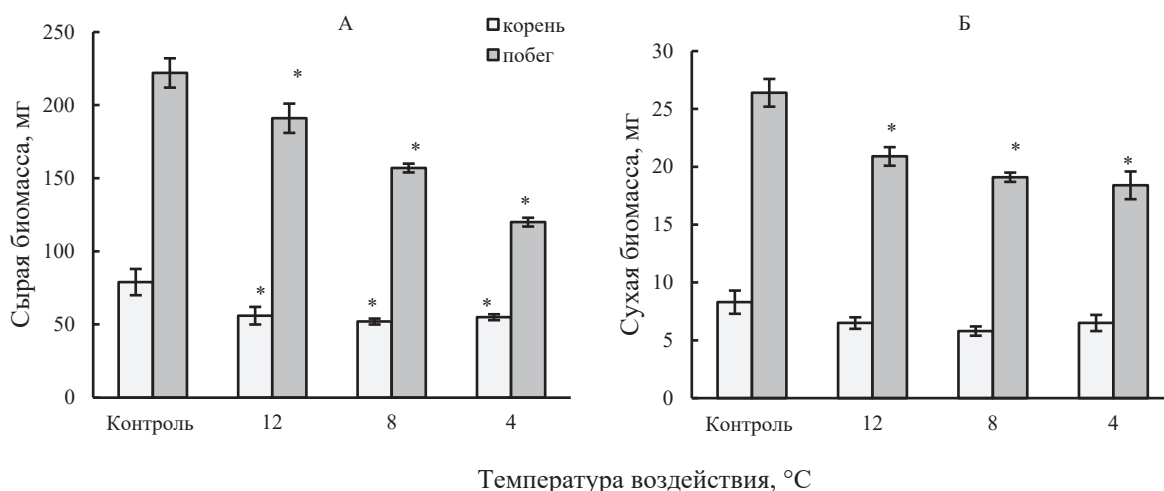 А
корень
побег
Сырая биомасса, мг
250
200
150
100
50
0
*
*
*
*
*
*
Контроль 12 8 4
Б
Сухая биомасса, мг
30
25
20
15
10
5
0
*
*
*
Контроль 12 8 4
Температура воздействия, °C